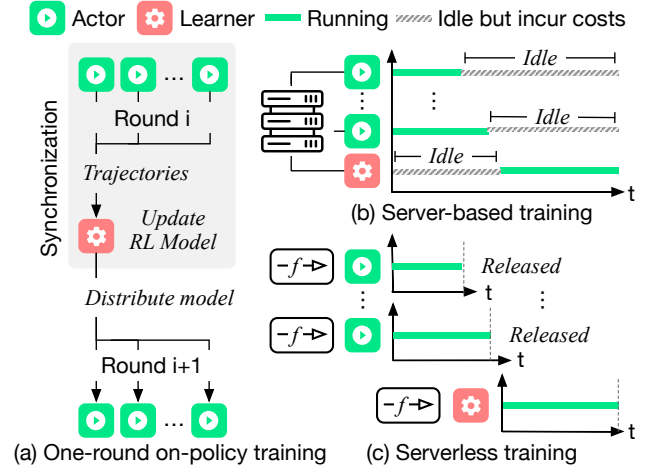 Actor Learner Running Idle but incur costs
Synchronization
...
Round i
Trajectories
Update
RL Model
Distribute model
Round i+1
...
(a) One-round on-policy training
Idle
...
...
Idle
Idle
t
(b) Server-based training
f
Released
t
...
...
f
Released
t
f
t
(c) Serverless training